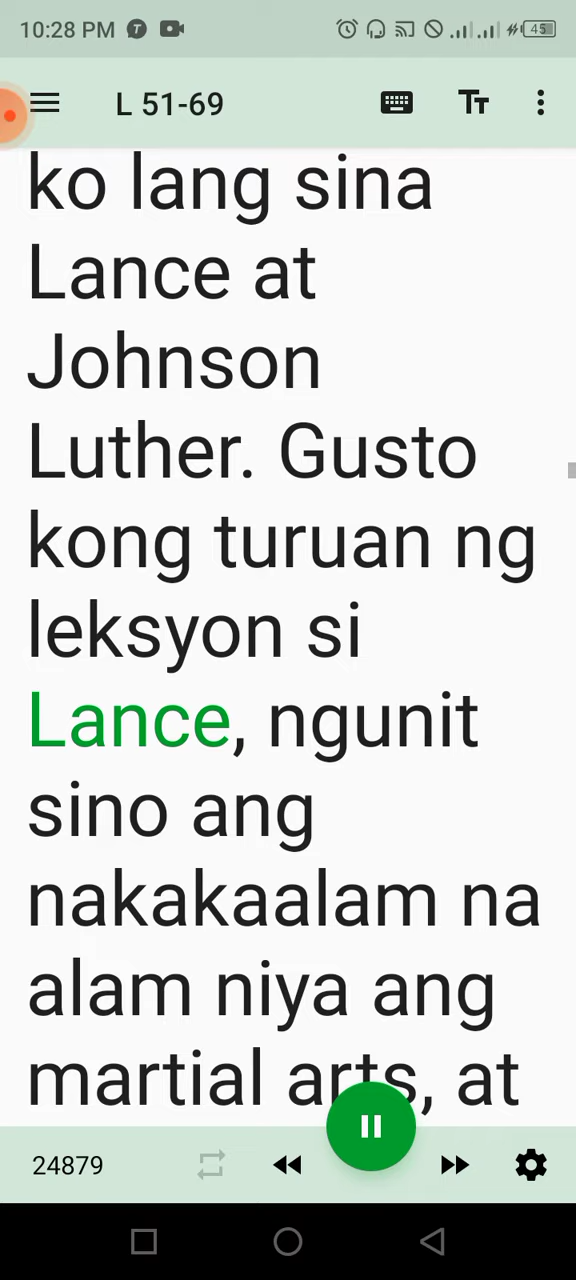 10:28 PM
45
L 51-69
ko lang sina
Lance at
Johnson
Luther. Gusto
kong turuan ng
leksyon si
Lance, ngunit
sino ang
nakakaalam na
alam niya ang
martial arts, at
24879